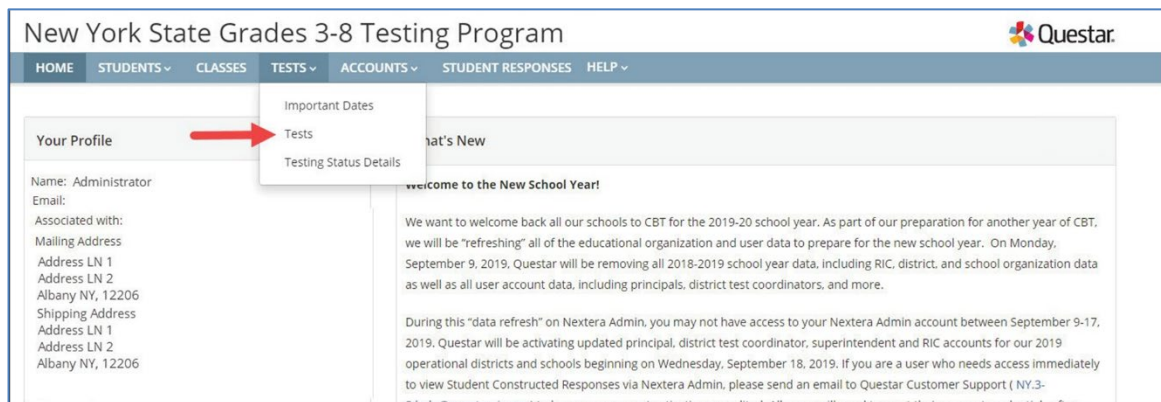 New York State Grades 3-8 Testing Program
Questar.
HOME STUDENTS CLASSES TESTS ACCOUNTS STUDENT RESPONSES HELP
Important Dates
Tests
Testing Status Details
Your Profile
Name: Administrator
Email:
Associated with:
Mailing Address
Address LN 1
Address LN 2
Albany NY, 12206
Shipping Address
Address LN 1
Address LN 2
Albany NY, 12206
hat's New
Welcome to the New School Year!
We want to welcome back all our schools to CBT for the 2019-20 school year. As part of our preparation for another year of CBT,
we will be "refreshing" all of the educational organization and user data to prepare for the new school year. On Monday,
September 9, 2019, Questar will be removing all 2018-2019 school year data, including RIC, district, and school organization data
as well as all user account data, including principals, district test coordinators, and more.
During this "data refresh" on Nextera Admin, you may not have access to your Nextera Admin account between September 9-17,
2019. Questar will be activating updated principal, district test coordinator, superintendent and RIC accounts for our 2019
operational districts and schools beginning on Wednesday, September 18, 2019. If you are a user who needs access immediately
to view Student Constructed Responses via Nextera Admin, please send an email to Questar Customer Support ( NY.3-